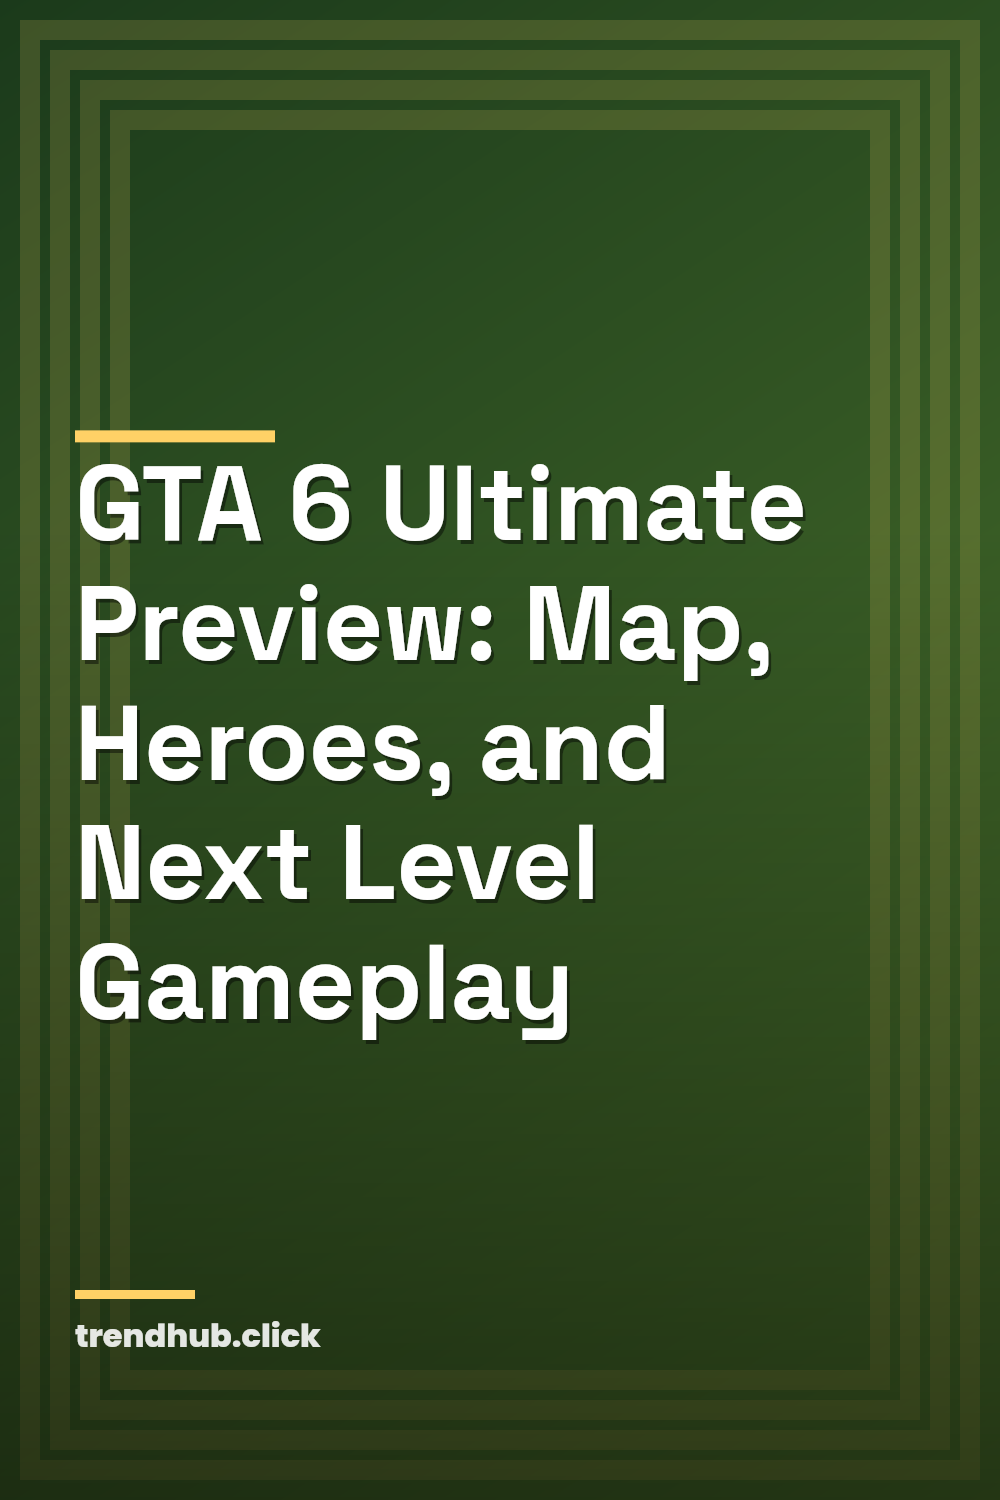 GTA 6 Ultimate
Preview: Map,
Heroes, and
Next Level
Gameplay
trendhub.click